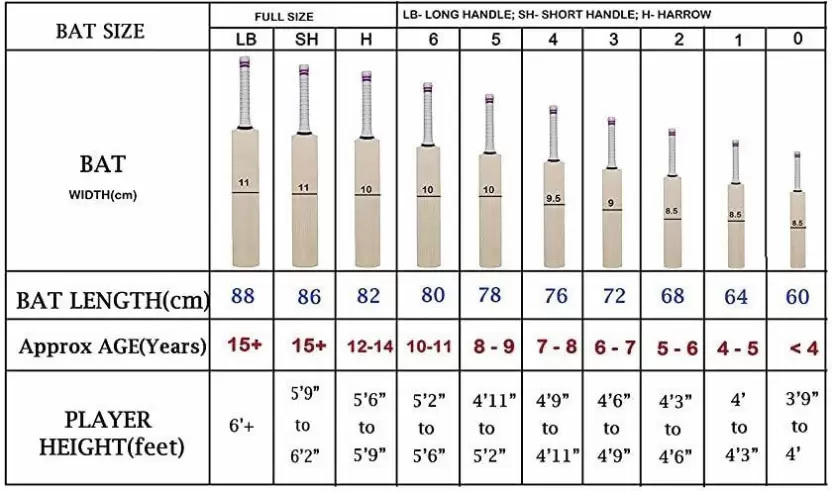 BAT SIZE
FULL SIZE
LB- LONG HANDLE; SH- SHORT HANDLE; H- HARROW
LB SH H 6 5 4 3 2 1 0
BAT
WIDTH(cm)
11 11 10 10 10 9.5 9 8.5 8.5 8.5
BAT LENGTH(cm) 88 86 82 80 78 76 72 68 64 60
Approx AGE(Years) 15+ 15+ 12-14 10-11 8 - 9 7 - 8 6 - 7 5 - 6 4 - 5 < 4
PLAYER
HEIGHT(feet)
6'+
5'9" to 6'2"
5'6" to 5'9"
5'2" to 5'6"
4'11" to 5'2"
4'9" to 4'11"
4'6" to 4'9"
4'3" to 4'6"
4' to 4'3"
3'9" to 4'